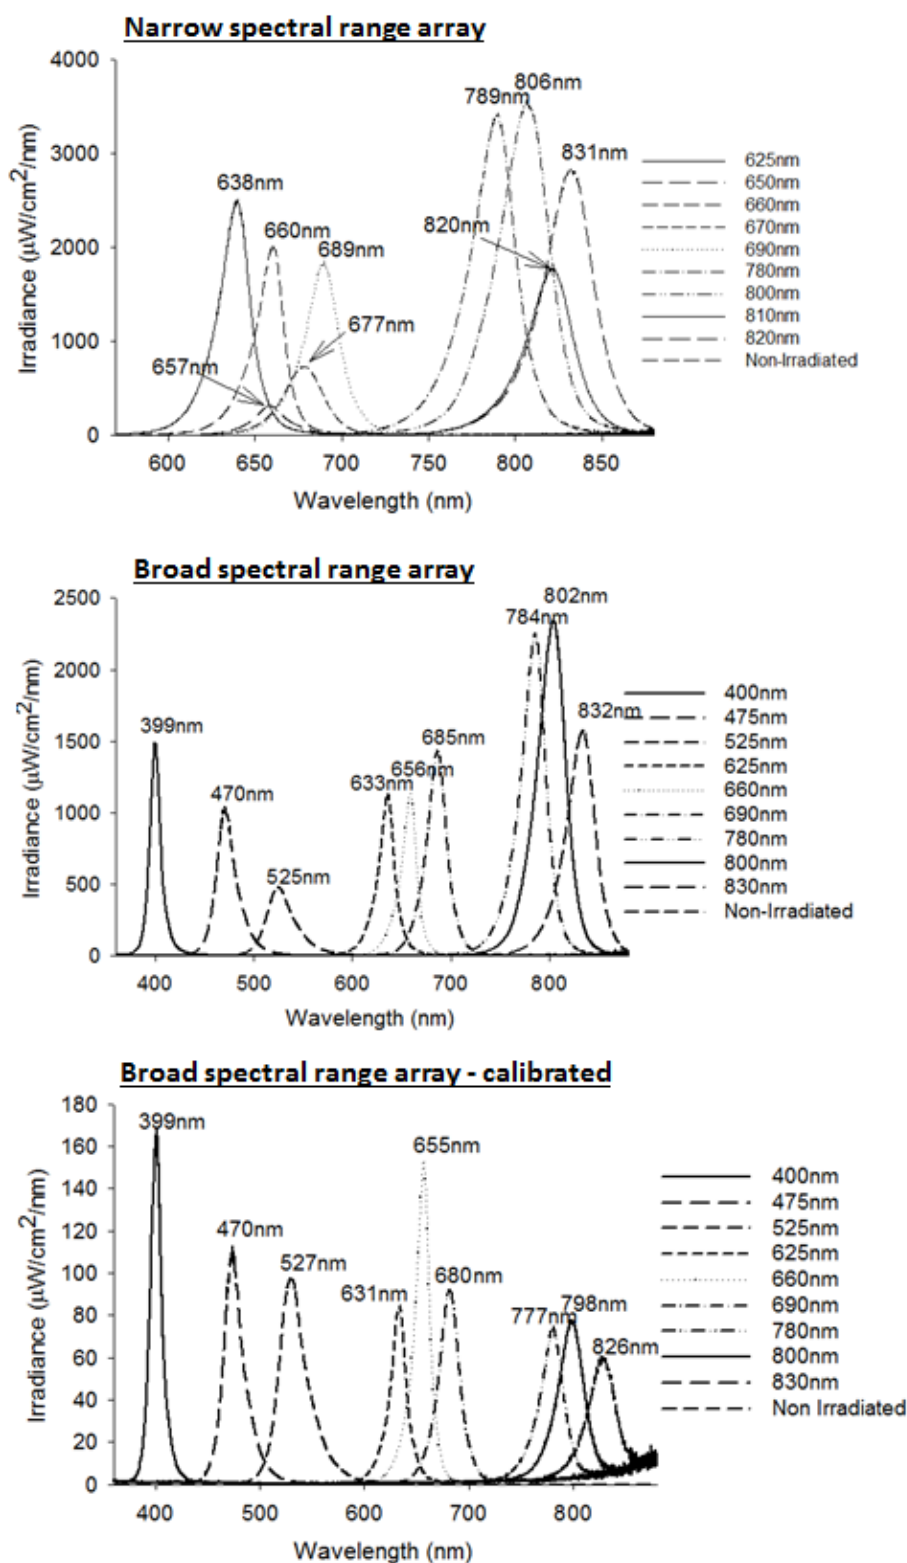 Narrow spectral range array
4000
3000
2000
1000
0
Irradiance (µW/cm²/nm)
638nm
660nm
689nm
677nm
657nm
789nm
806nm
831nm
820nm
600
650
700
750
800
850
Wavelength (nm)
625nm
650nm
660nm
670nm
690nm
780nm
800nm
810nm
820nm
Non-Irradiated
Broad spectral range array
2500
2000
1500
1000
500
0
Irradiance (µW/cm²/nm)
399nm
470nm
525nm
633nm
656nm
685nm
784nm
802nm
832nm
400
500
600
700
800
Wavelength (nm)
400nm
475nm
525nm
625nm
660nm
690nm
780nm
800nm
830nm
Non-Irradiated
Broad spectral range array - calibrated
180
160
140
120
100
80
60
40
20
0
Irradiance (µW/cm²/nm)
399nm
470nm
527nm
631nm
655nm
680nm
777nm
798nm
826nm
400
500
600
700
800
Wavelength (nm)
400nm
475nm
525nm
625nm
660nm
690nm
780nm
800nm
830nm
Non Irradiated